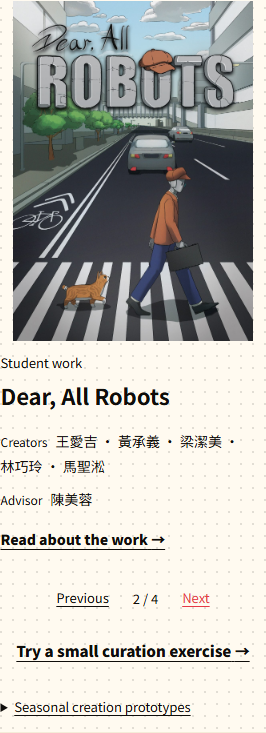 Dear, All
ROBOTS
Student work
Dear, All Robots
Creators 王愛吉 · 黃承義 · 梁潔美 ·
林巧玲 · 馬聖淞
Advisor 陳美蓉
Read about the work →
Previous 2 / 4 Next
Try a small curation exercise →
▶ Seasonal creation prototypes